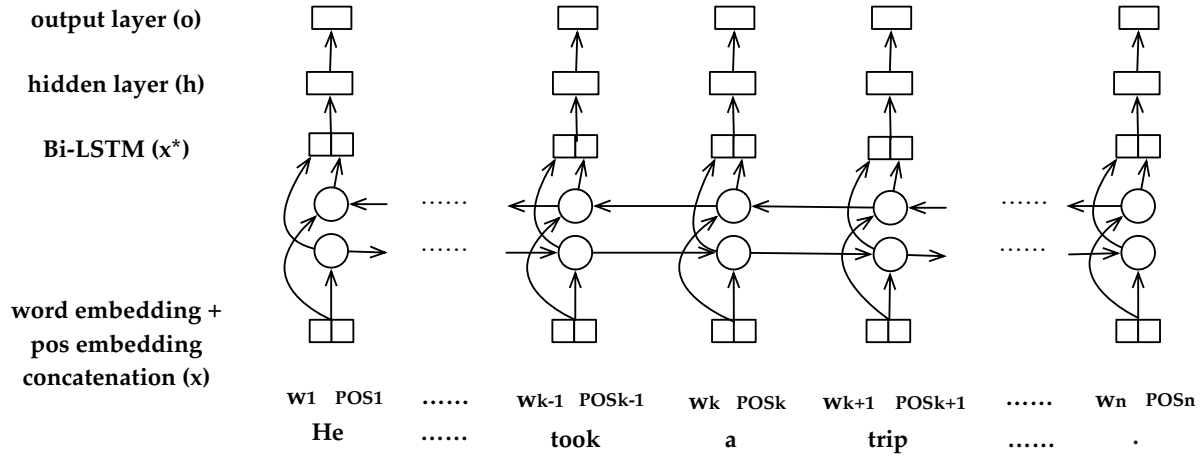 output layer (o)
hidden layer (h)
Bi-LSTM (x*)
...... ......
...... ......
word embedding +
pos embedding
concatenation (x)
w1 POS1 ...... wk-1 POSk-1 wk POSk wk+1 POSk+1 ...... wn POSn
He ...... took a trip ...... .